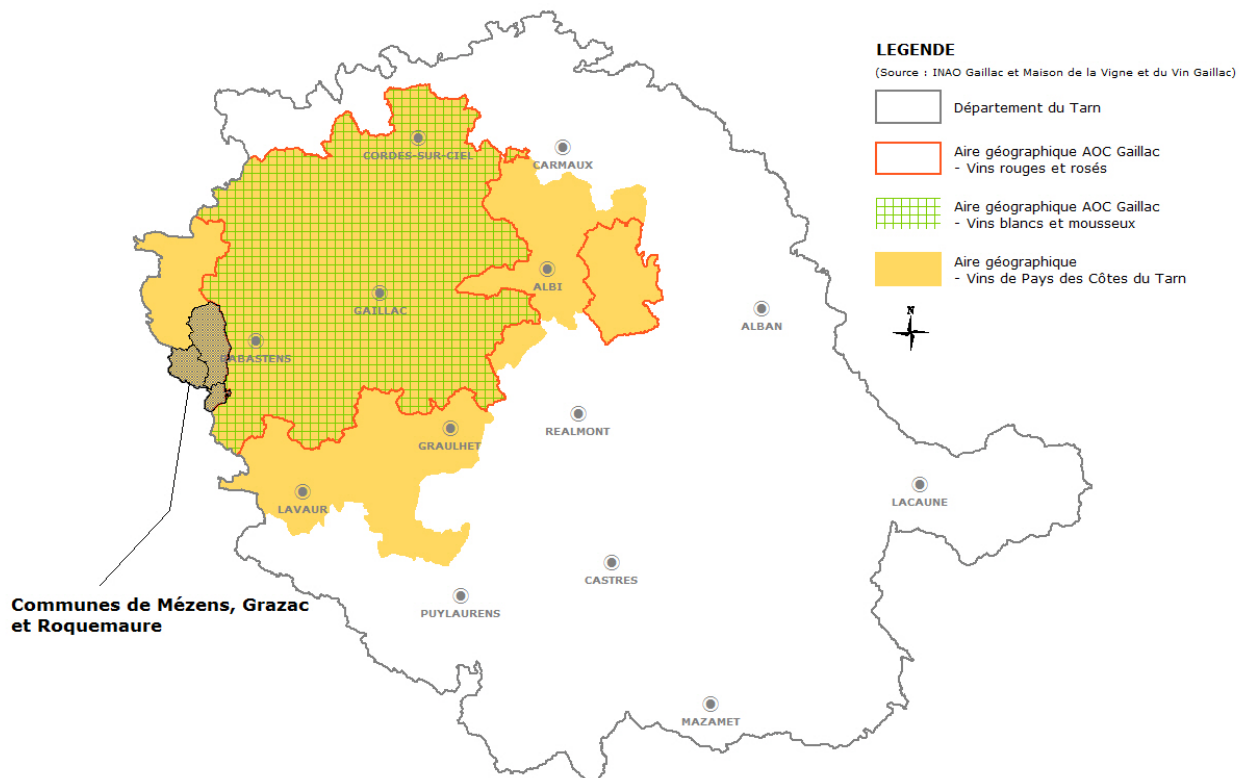 LEGENDE
(Source : INAO Gaillac et Maison de la Vigne et du Vin Gaillac)
Département du Tarn
Aire géographique AOC Gaillac
- Vins rouges et rosés
Aire géographique AOC Gaillac
- Vins blancs et mousseux
Aire géographique
- Vins de Pays des Côtes du Tarn
N
CORDES-SUR-CIEL
CARMAUX
ALBI
GAILLAC
ALBAN
RABASTENS
REALMONT
GRAULHET
LACAUNE
LAVAUR
CASTRES
PUYLAURENS
MAZAMET
Communes de Mézens, Grazac
et Roquemaure